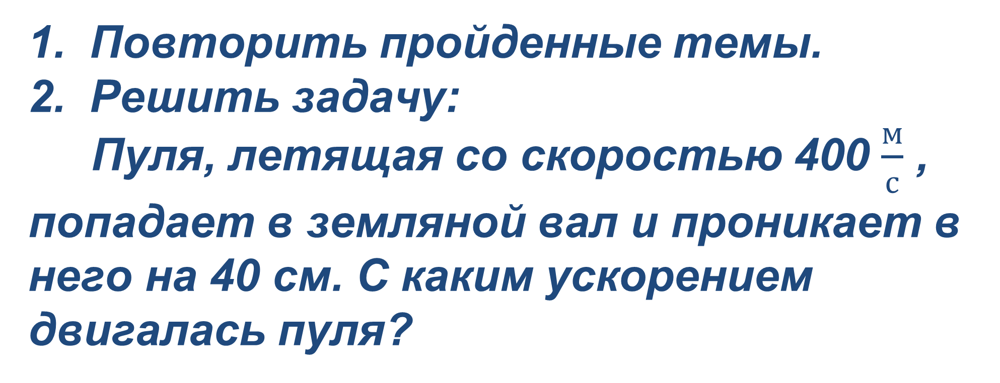 1. Повторить пройденные темы.
2. Решить задачу:
Пуля, летящая со скоростью 400 м/с ,
попадает в земляной вал и проникает в
него на 40 см. С каким ускорением
двигалась пуля?